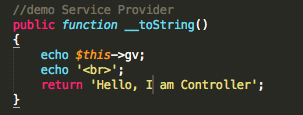 //demo Service Provider
public function __toString()
{
echo $this->gv;
echo '<br>';
return 'Hello, I am Controller';
}